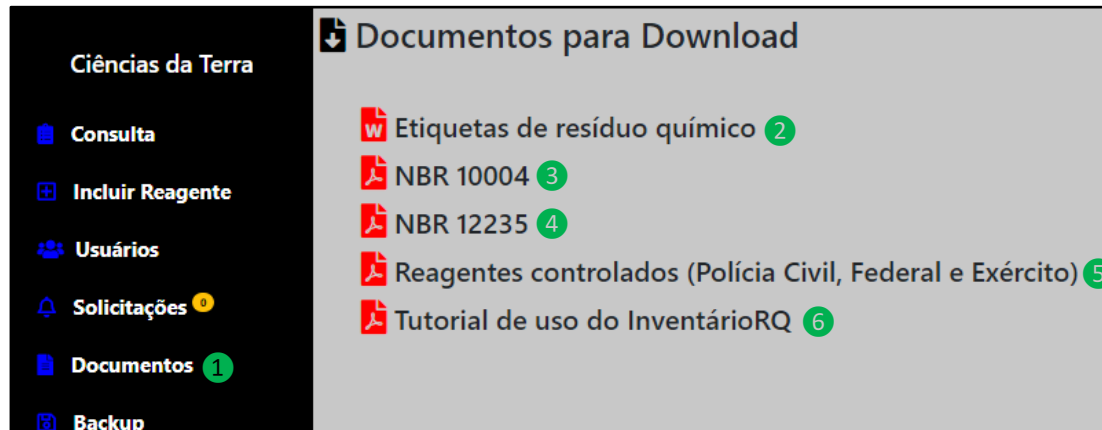 Ciências da Terra
Consulta
Incluir Reagente
Usuários
Solicitações 0
Documentos 1
Backup
Documentos para Download
Etiquetas de resíduo químico 2
NBR 10004 3
NBR 12235 4
Reagentes controlados (Polícia Civil, Federal e Exército) 5
Tutorial de uso do InventárioRQ 6